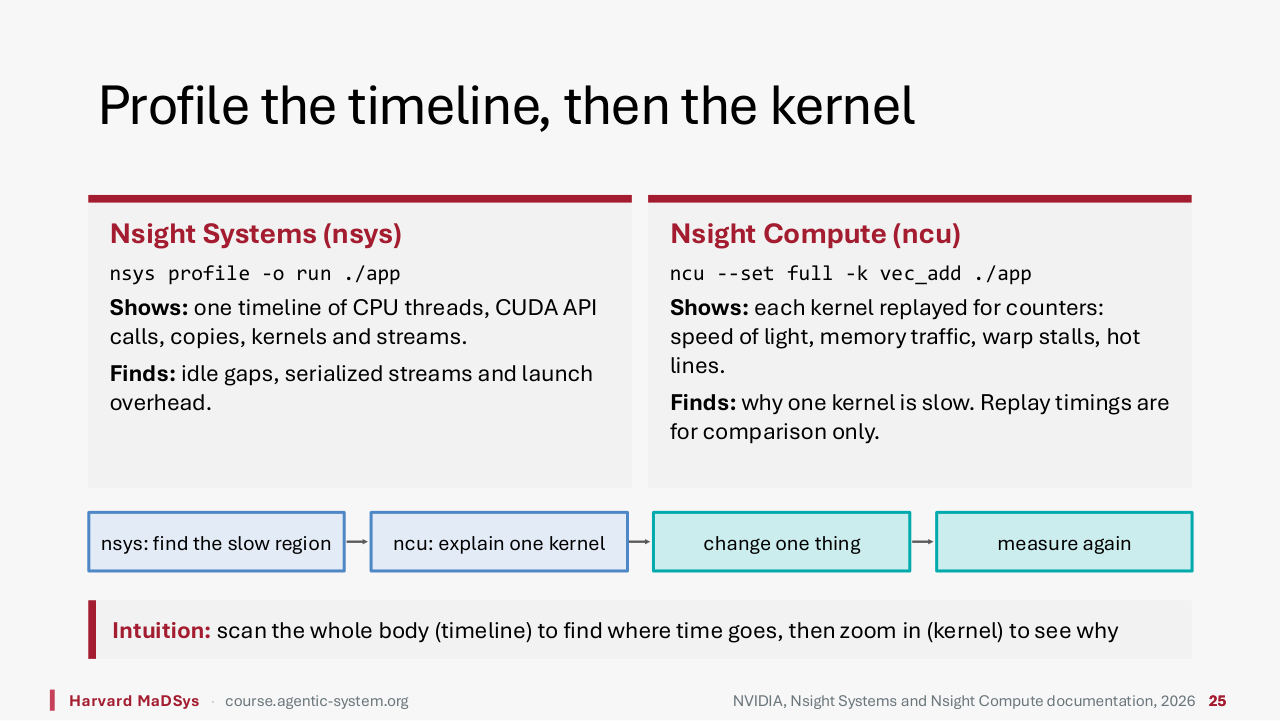 Profile the timeline, then the kernel
Nsight Systems (nsys)
nsys profile -o run ./app
Shows: one timeline of CPU threads, CUDA API
calls, copies, kernels and streams.
Finds: idle gaps, serialized streams and launch
overhead.
Nsight Compute (ncu)
ncu --set full -k vec_add ./app
Shows: each kernel replayed for counters:
speed of light, memory traffic, warp stalls, hot
lines.
Finds: why one kernel is slow. Replay timings are
for comparison only.
nsys: find the slow region
ncu: explain one kernel
change one thing
measure again
Intuition: scan the whole body (timeline) to find where time goes, then zoom in (kernel) to see why
Harvard MaDSys · course.agentic-system.org
NVIDIA, Nsight Systems and Nsight Compute documentation, 2026 25